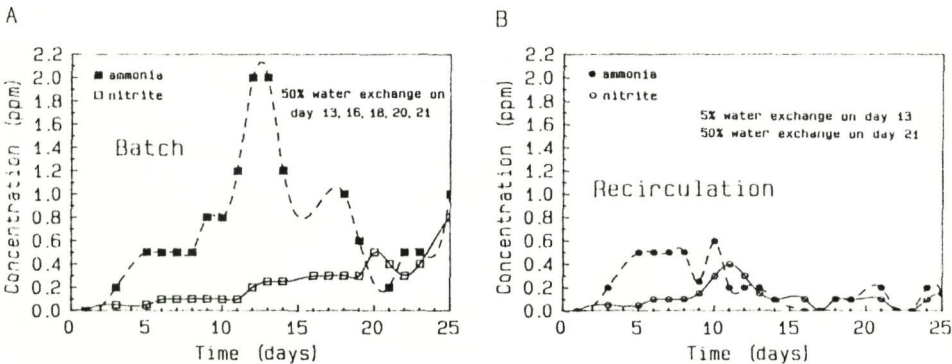 A
2.2
2.0
1.8
1.6
1.4
1.2
1.0
0.8
0.6
0.4
0.2
0.0
Concentration (ppm)
ammonia
nitrite
50% water exchange on
day 13, 16, 18, 20, 21
Batch
0 5 10 15 20 25
Time (days)
B
2.2
2.0
1.8
1.6
1.4
1.2
1.0
0.8
0.6
0.4
0.2
0.0
Concentration (ppm)
ammonia
nitrite
5% water exchange on day 13
50% water exchange on day 21
Recirculation
0 5 10 15 20 25
Time (days)